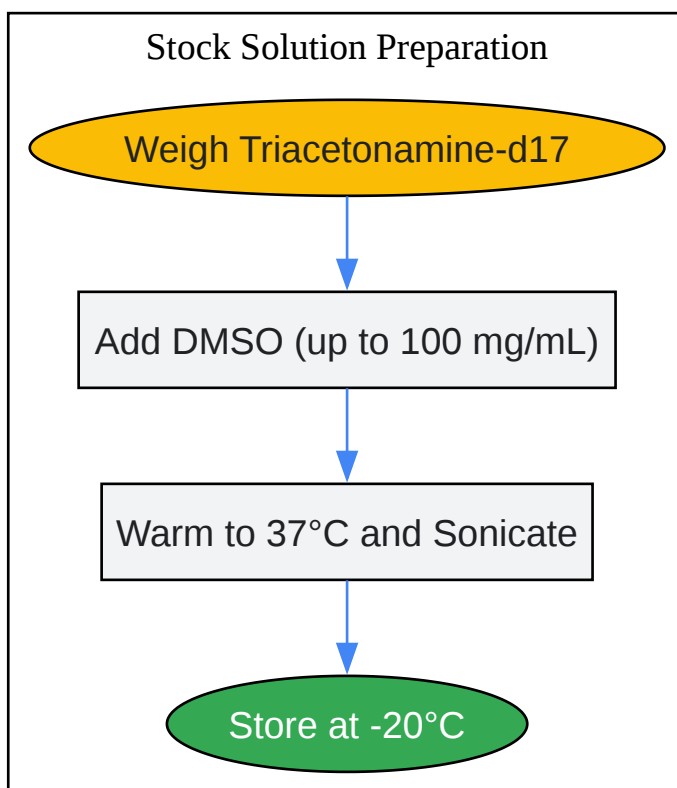 Stock Solution Preparation
Weigh Triacetonamine-d17
Add DMSO (up to 100 mg/mL)
Warm to 37°C and Sonicate
Store at -20°C